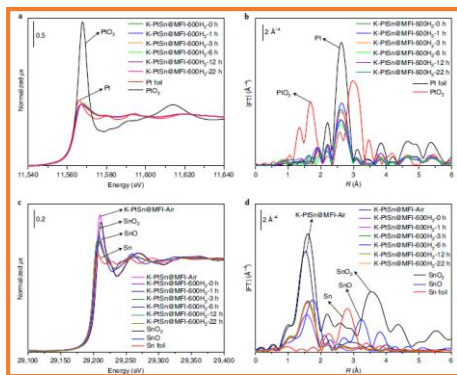 a
0.5
PtO2
Pt
K-PtSn@MFI-600H2-0 h
K-PtSn@MFI-600H2-1 h
K-PtSn@MFI-600H2-3 h
K-PtSn@MFI-600H2-6 h
K-PtSn@MFI-600H2-12 h
K-PtSn@MFI-600H2-22 h
Pt foil
PtO2
Normalized
11,540 11,560 11,580 11,600 11,620 11,640
Energy (eV)
b
2 Å⁻⁴
Pt
PtO2
K-PtSn@MFI-600H2-0 h
K-PtSn@MFI-600H2-1 h
K-PtSn@MFI-600H2-3 h
K-PtSn@MFI-600H2-6 h
K-PtSn@MFI-600H2-12 h
K-PtSn@MFI-600H2-22 h
Pt foil
PtO2
|FT| (Å⁻⁴)
0 1 2 3 4 5 6
R (Å)
c
0.2
K-PtSn@MFI-Air
SnO2
SnO
Sn
K-PtSn@MFI-Air
K-PtSn@MFI-600H2-0 h
K-PtSn@MFI-600H2-1 h
K-PtSn@MFI-600H2-3 h
K-PtSn@MFI-600H2-6 h
K-PtSn@MFI-600H2-12 h
K-PtSn@MFI-600H2-22 h
SnO2
SnO
Sn foil
Normalized
29,100 29,150 29,200 29,250 29,300 29,350 29,400
Energy (eV)
d
2 Å⁻⁴
K-PtSn@MFI-Air
SnO2
SnO
Sn
K-PtSn@MFI-Air
K-PtSn@MFI-600H2-0 h
K-PtSn@MFI-600H2-1 h
K-PtSn@MFI-600H2-3 h
K-PtSn@MFI-600H2-6 h
K-PtSn@MFI-600H2-12 h
K-PtSn@MFI-600H2-22 h
SnO2
SnO
Sn foil
|FT| (Å⁻⁴)
0 1 2 3 4 5 6
R (Å)